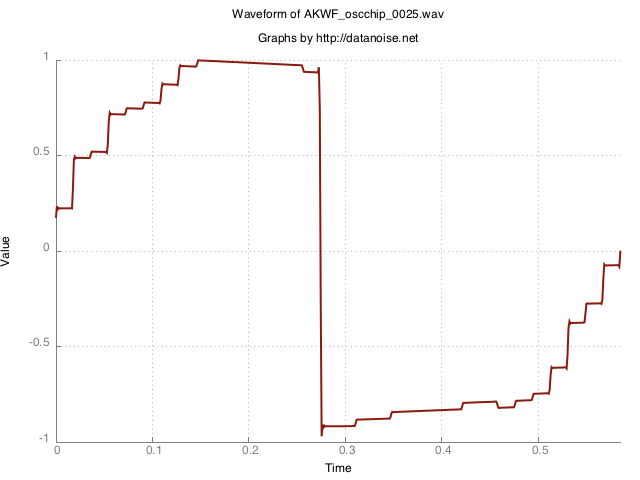 Waveform of AKWF_oscchip_0025.wav
Graphs by http://datanoise.net
1
0.5
0
-0.5
-1
Value
0
0.1
0.2
0.3
0.4
0.5
Time